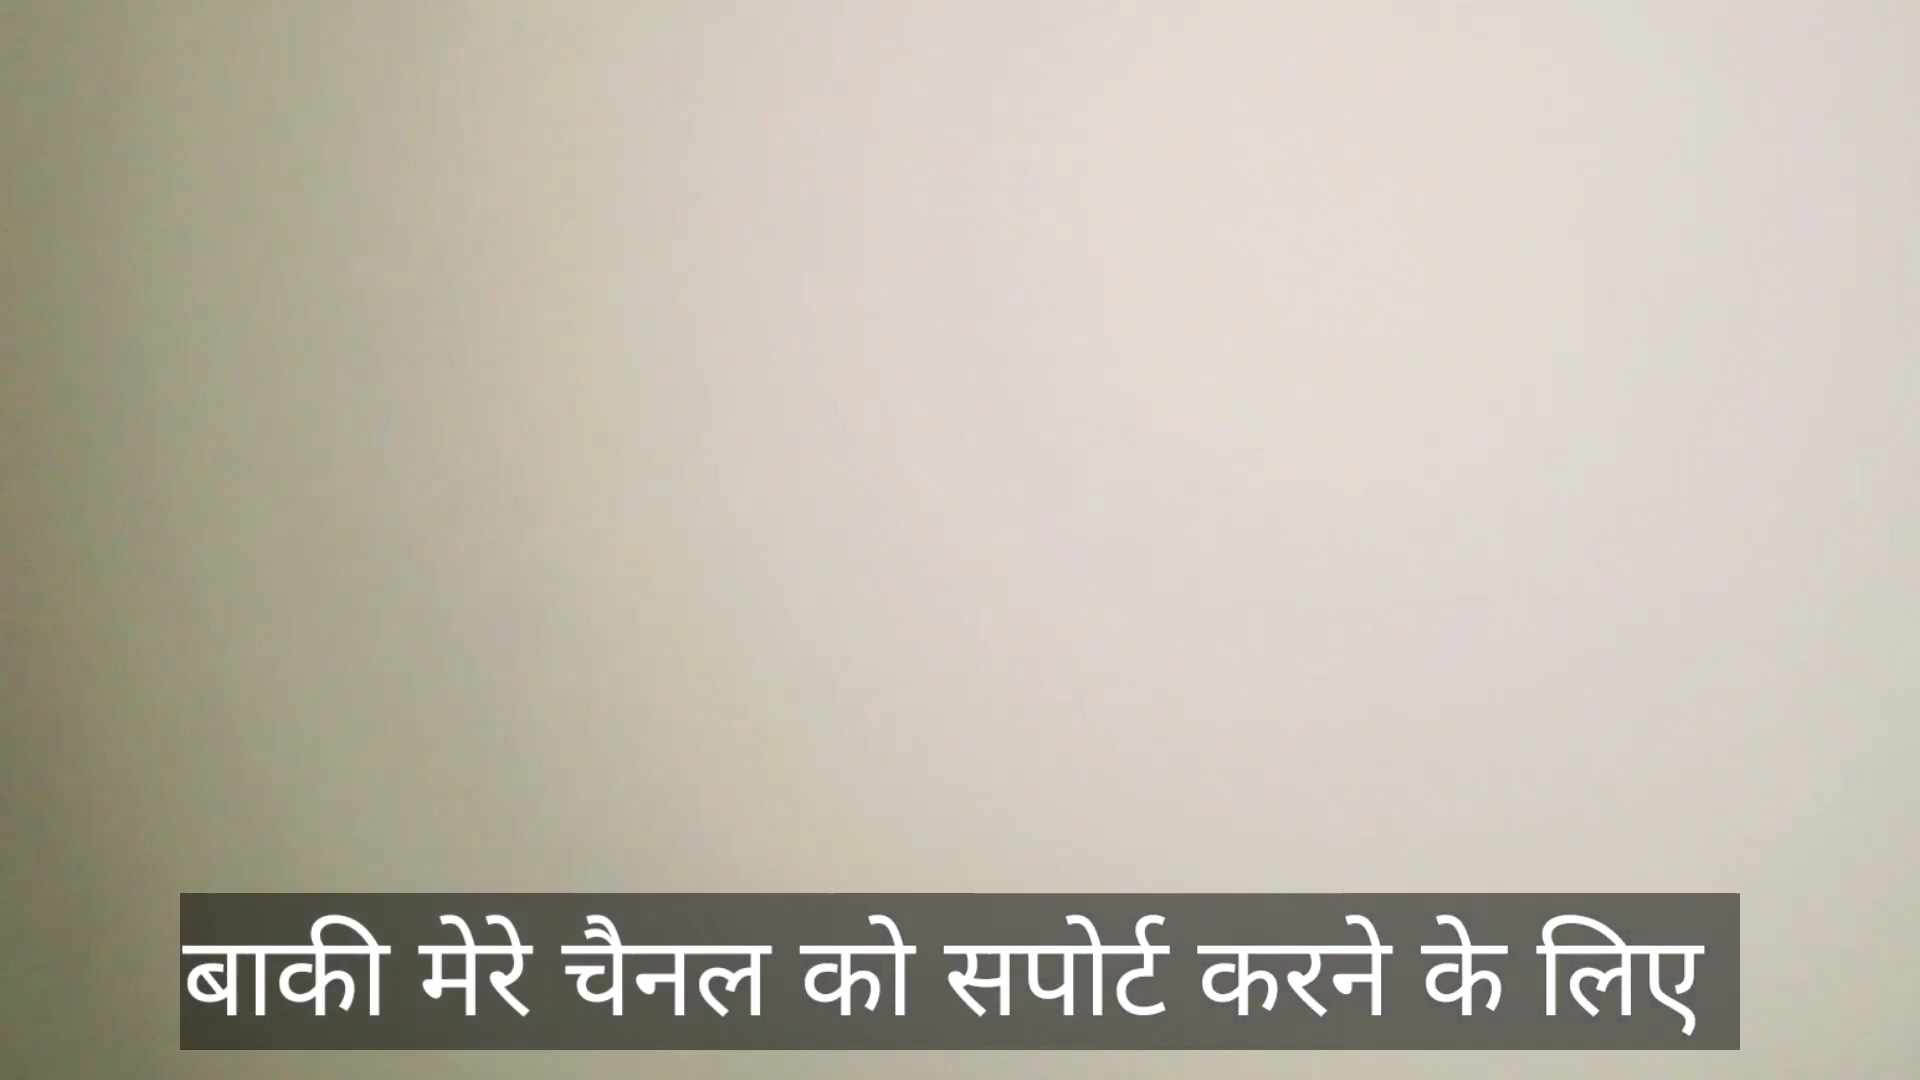 बाकी मेरे चैनल को सपोर्ट करने के लिए